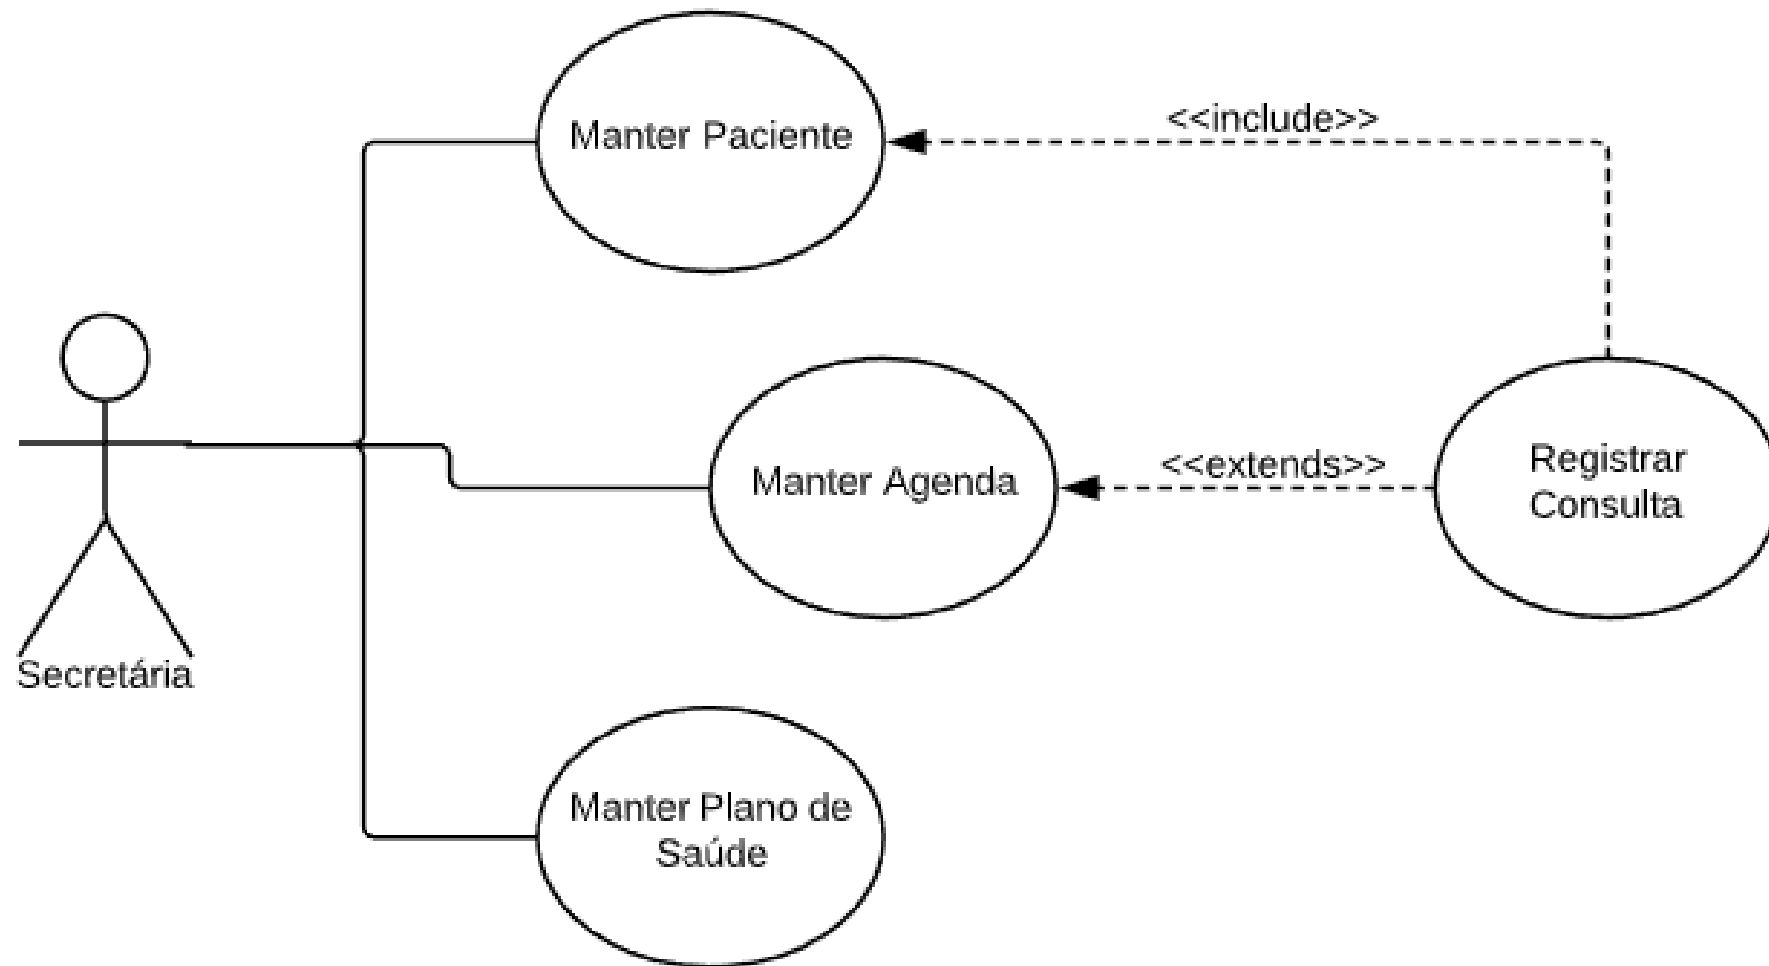 Manter Paciente
<<include>>
Secretária
Manter Agenda
<<extends>>
Registrar
Consulta
Manter Plano de
Saúde